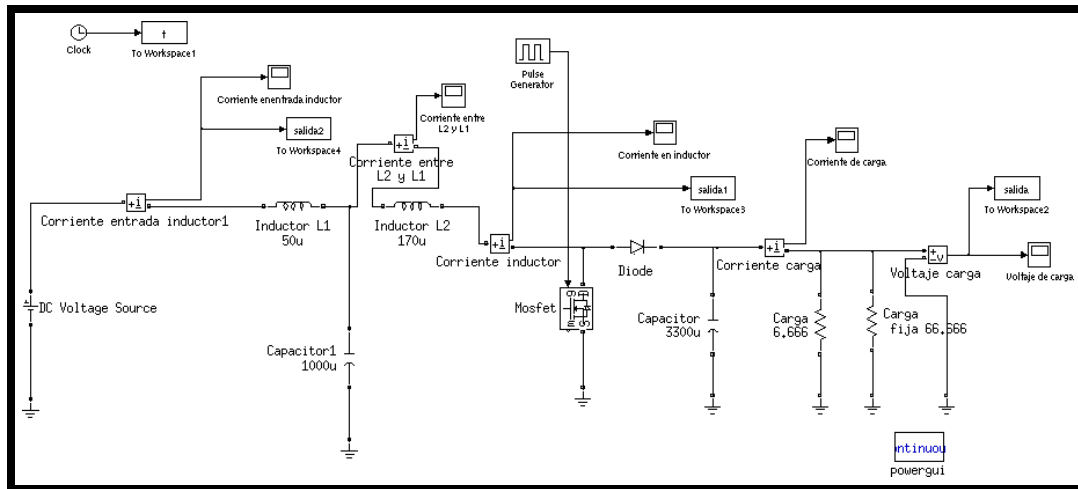 Clock
t
To Workspace1
Corriente enentrada inductor
salida2
To Workspace4
Corriente entre
L2 y L1
Pulse
Generator
+i
Corriente entre
L2 y L1
Corriente en inductor
salida1
To Workspace3
Corriente de carga
salida
To Workspace2
+i
Corriente entrada inductor1
Inductor L1
50u
Inductor L2
170u
+i
Corriente inductor
Diode
+i
Corriente carga
+
-v
Voltaje carga
Voltaje de carga
DC Voltage Source
Capacitor1
1000u
Mosfet
g
D
m
S
Capacitor
3300u
Carga
6.666
Carga
fija 66.666
ntinuou
powergui